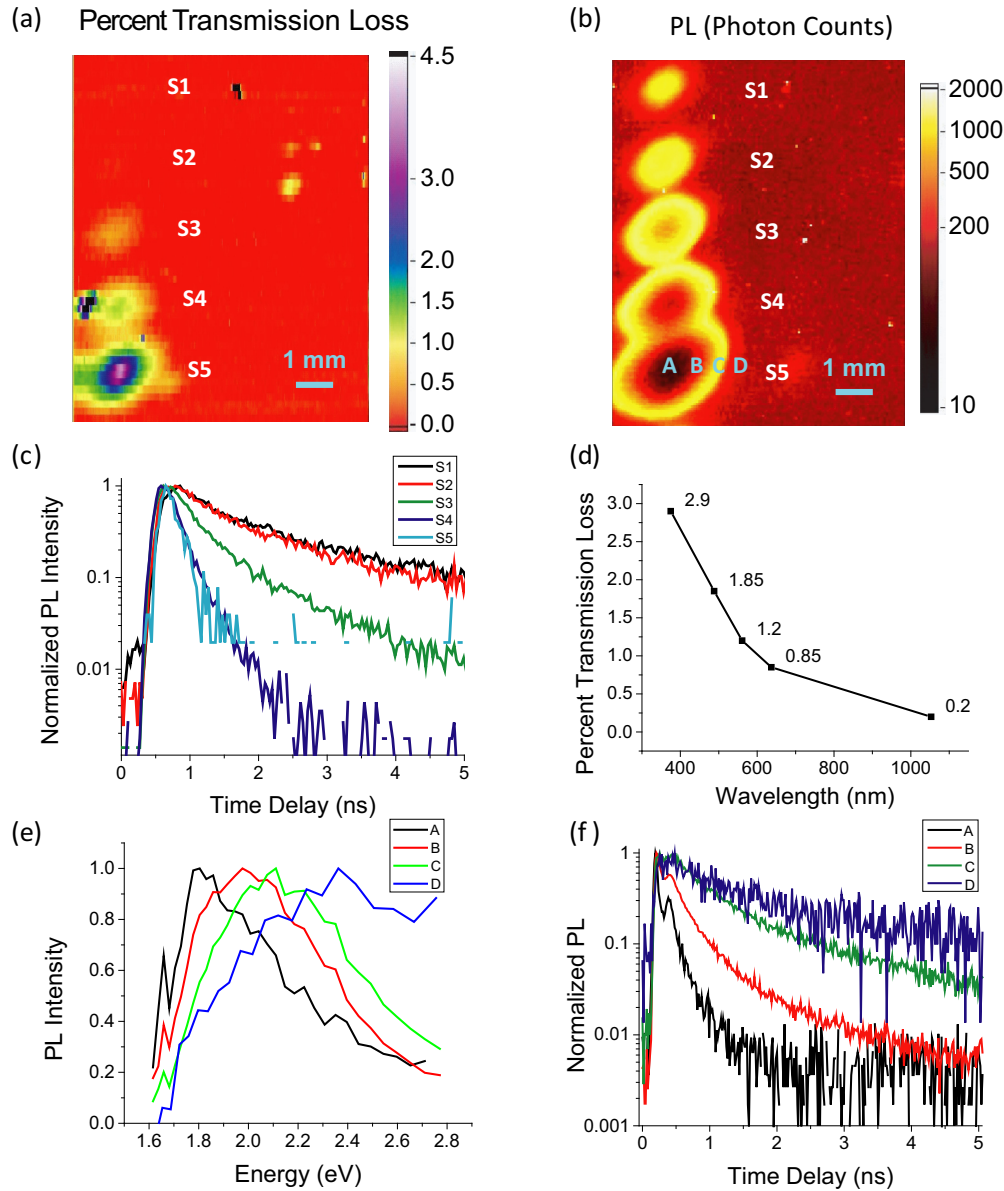 (a) Percent Transmission Loss
S1
S2
S3
S4
S5
1 mm
4.5
3.0
2.0
1.5
1.0
0.5
0.0
(b) PL (Photon Counts)
S1
S2
S3
S4
A B C D S5
1 mm
2000
1000
500
200
10
(c)
Normalized PL Intensity
1
0.1
0.01
0 1 2 3 4 5
Time Delay (ns)
S1
S2
S3
S4
S5
(d)
Percent Transmission Loss
3.0
2.5
2.0
1.5
1.0
0.5
0.0
2.9
1.85
1.2
0.85
0.2
400 600 800 1000
Wavelength (nm)
(e)
PL Intensity
1.0
0.8
0.6
0.4
0.2
0.0
1.6 1.8 2.0 2.2 2.4 2.6 2.8
Energy (eV)
A
B
C
D
(f)
Normalized PL
1
0.1
0.01
0.001
0 1 2 3 4 5
Time Delay (ns)
A
B
C
D